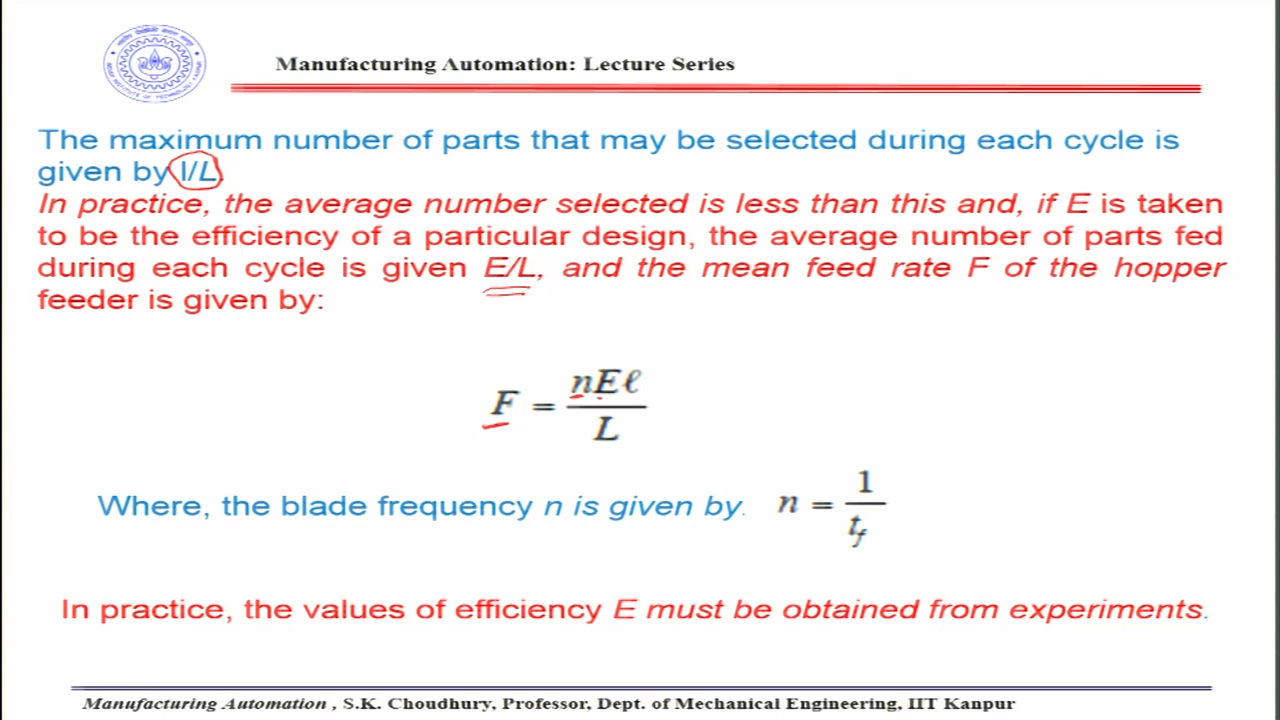 Manufacturing Automation: Lecture Series
The maximum number of parts that may be selected during each cycle is
given by l/L.
In practice, the average number selected is less than this and, if E is taken
to be the efficiency of a particular design, the average number of parts fed
during each cycle is given E/L, and the mean feed rate F of the hopper
feeder is given by:
F = nEℓ / L
Where, the blade frequency n is given by. n = 1 / t_f
In practice, the values of efficiency E must be obtained from experiments.
Manufacturing Automation , S.K. Choudhury, Professor, Dept. of Mechanical Engineering, IIT Kanpur